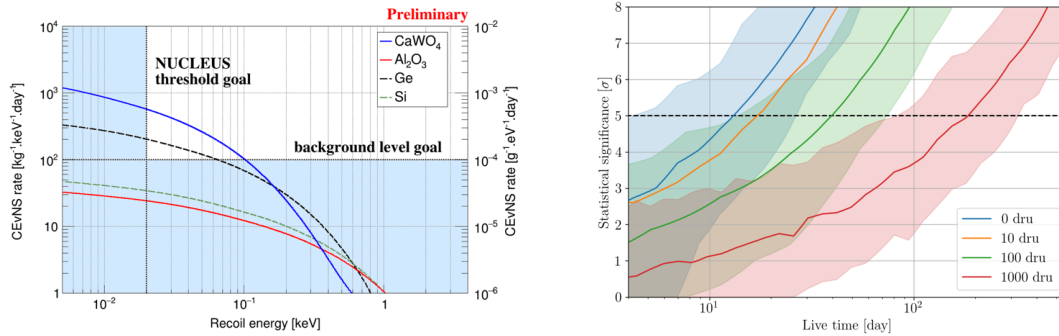 Preliminary
10⁴
10³
10²
10
1
CEvNS rate [kg⁻¹.keV⁻¹.day⁻¹]
NUCLEUS
threshold goal
CaWO₄
Al₂O₃
Ge
Si
background level goal
10⁻²
10⁻³
10⁻⁴
10⁻⁵
10⁻⁶
CEvNS rate [g⁻¹.eV⁻¹.day⁻¹]
10⁻² 10⁻¹ 1
Recoil energy [keV]
8
7
6
5
4
3
2
1
0
Statistical significance [σ]
0 dru
10 dru
100 dru
1000 dru
10¹ 10²
Live time [day]